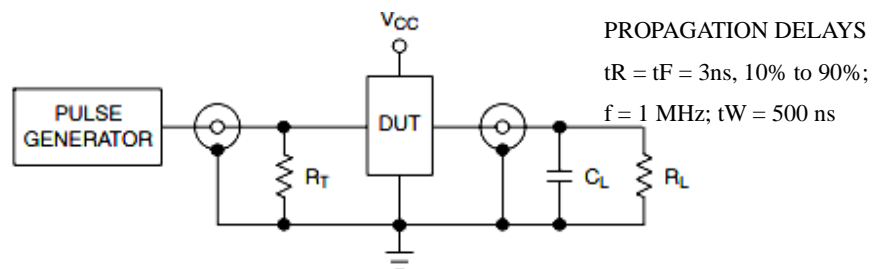 PROPAGATION DELAYS
tR = tF = 3ns, 10% to 90%;
f = 1 MHz; tW = 500 ns
VCC
PULSE
GENERATOR
DUT
RT
CL
RL